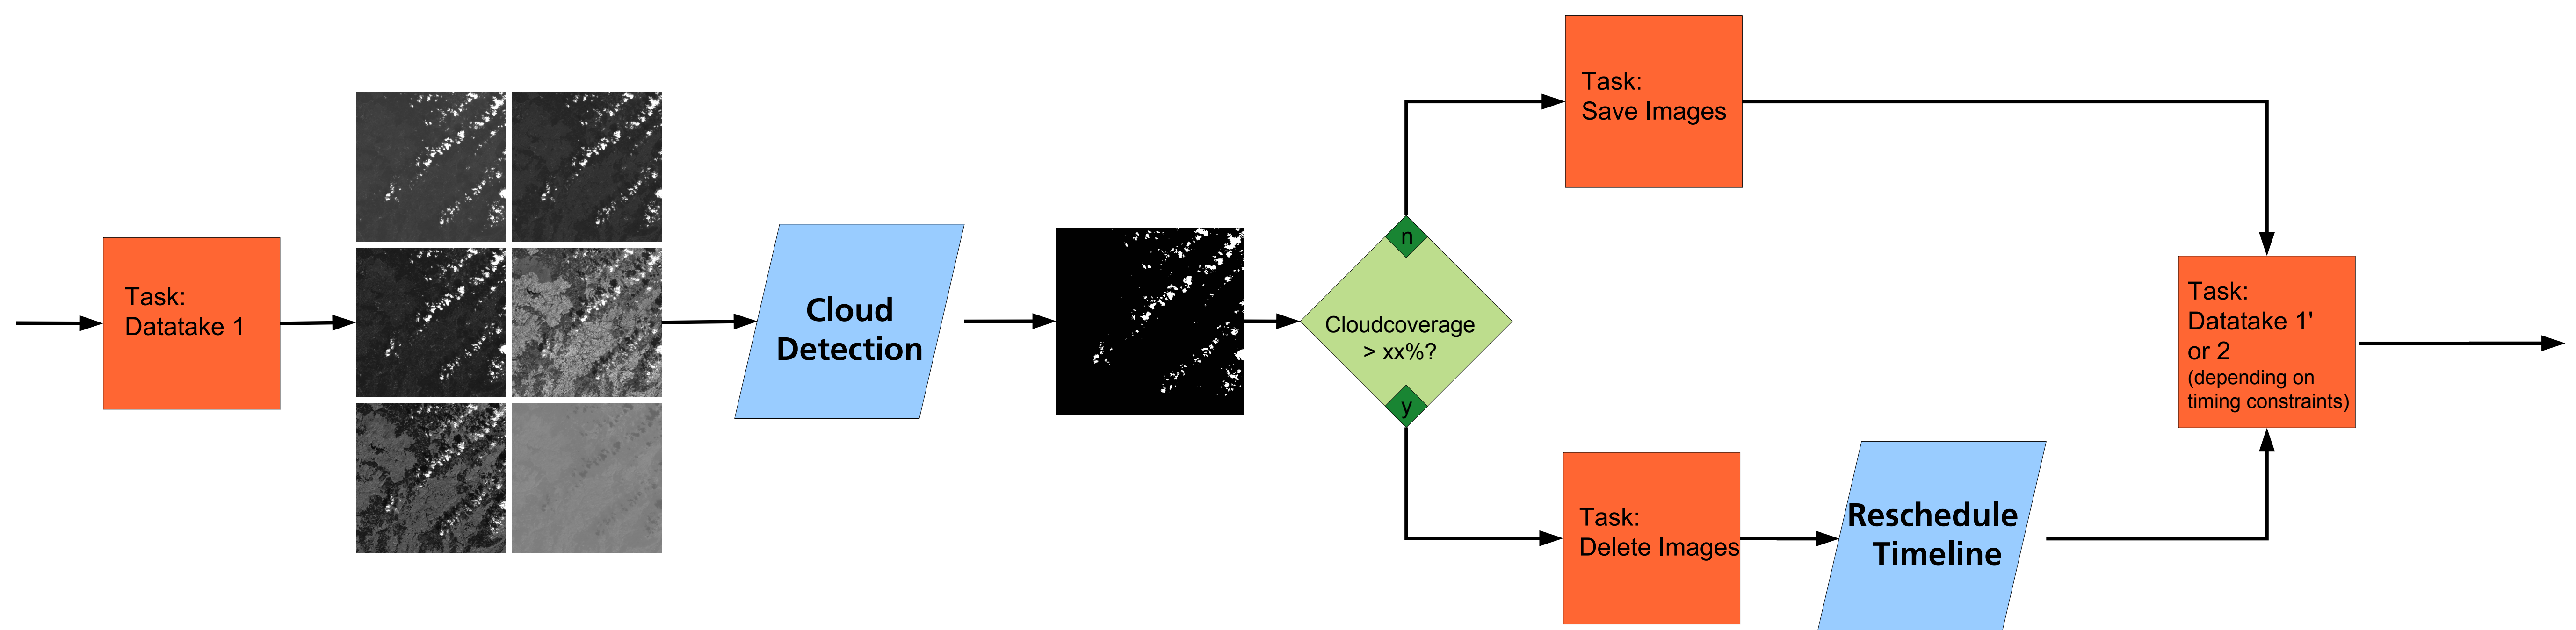 Task:
Datatake 1
Cloud
Detection
n
Cloudcoverage
> xx%?
y
Task:
Save Images
Task:
Delete Images
Reschedule
Timeline
Task:
Datatake 1'
or 2
(depending on
timing constraints)